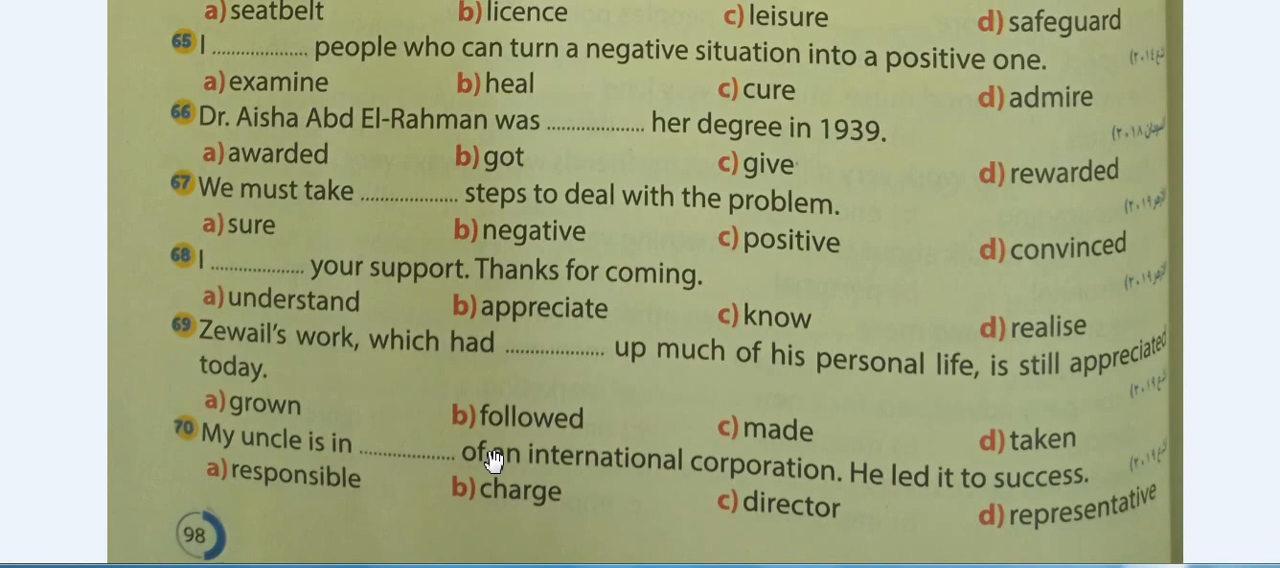 a) seatbelt b) licence c) leisure d) safeguard
65 I .................. people who can turn a negative situation into a positive one.
a) examine b) heal c) cure d) admire
66 Dr. Aisha Abd El-Rahman was .................. her degree in 1939.
a) awarded b) got c) give d) rewarded
67 We must take .................. steps to deal with the problem.
a) sure b) negative c) positive d) convinced
68 I .................. your support. Thanks for coming.
a) understand b) appreciate c) know d) realise
69 Zewail's work, which had .................. up much of his personal life, is still appreciated
today.
a) grown b) followed c) made d) taken
70 My uncle is in .................. of an international corporation. He led it to success.
a) responsible b) charge c) director d) representative
98